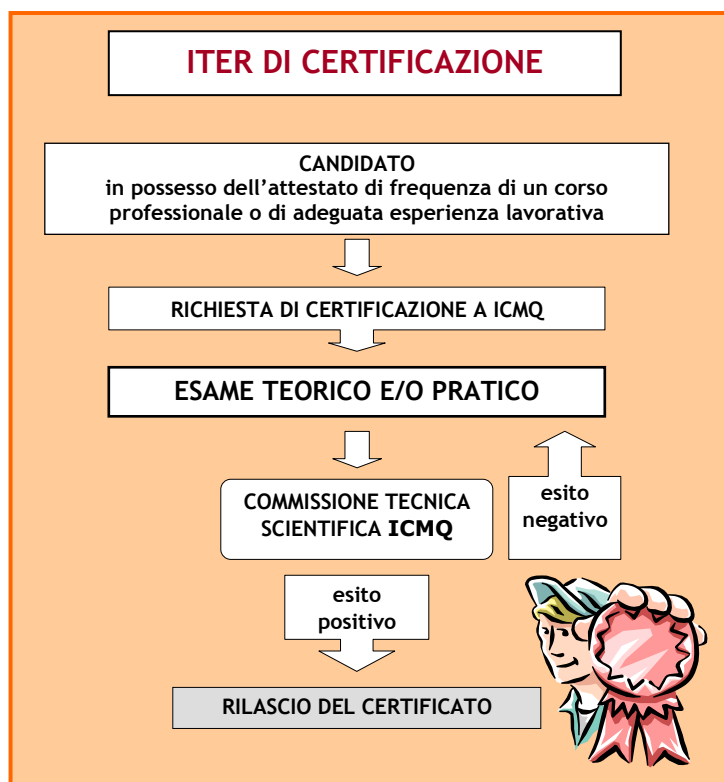 ITER DI CERTIFICAZIONE
CANDIDATO
in possesso dell'attestato di frequenza di un corso
professionale o di adeguata esperienza lavorativa
RICHIESTA DI CERTIFICAZIONE A ICMQ
ESAME TEORICO E/O PRATICO
COMMISSIONE TECNICA
SCIENTIFICA ICMQ
esito
negativo
esito
positivo
RILASCIO DEL CERTIFICATO